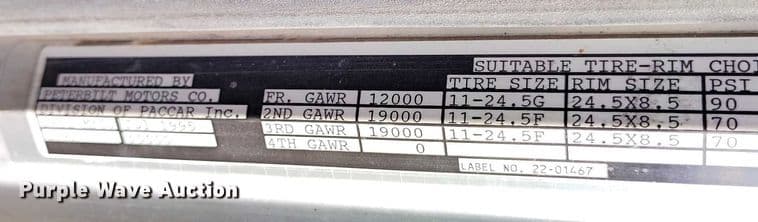 SUITABLE TIRE-RIM CHOI
MANUFACTURED BY
TIRE SIZE RIM SIZE PSI
PETERBILT MOTORS CO.
FR. GAWR 12000 11-24.5G 24.5X8.5 90
DIVISION OF PACCAR Inc.
2ND GAWR 19000 11-24.5F 24.5X8.5 70
1995
3RD GAWR 19000 11-24.5F 24.5X8.5 70
4TH GAWR 0
LABEL NO. 22-01467
Purple Wave Auction